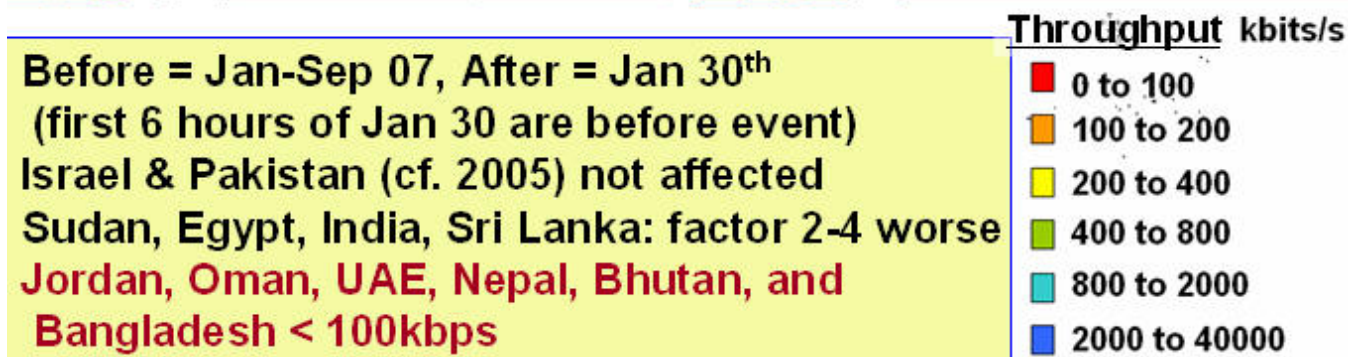 Before = Jan-Sep 07, After = Jan 30th
(first 6 hours of Jan 30 are before event)
Israel & Pakistan (cf. 2005) not affected
Sudan, Egypt, India, Sri Lanka: factor 2-4 worse
Jordan, Oman, UAE, Nepal, Bhutan, and
Bangladesh < 100kbps
Throughput kbits/s
0 to 100
100 to 200
200 to 400
400 to 800
800 to 2000
2000 to 40000